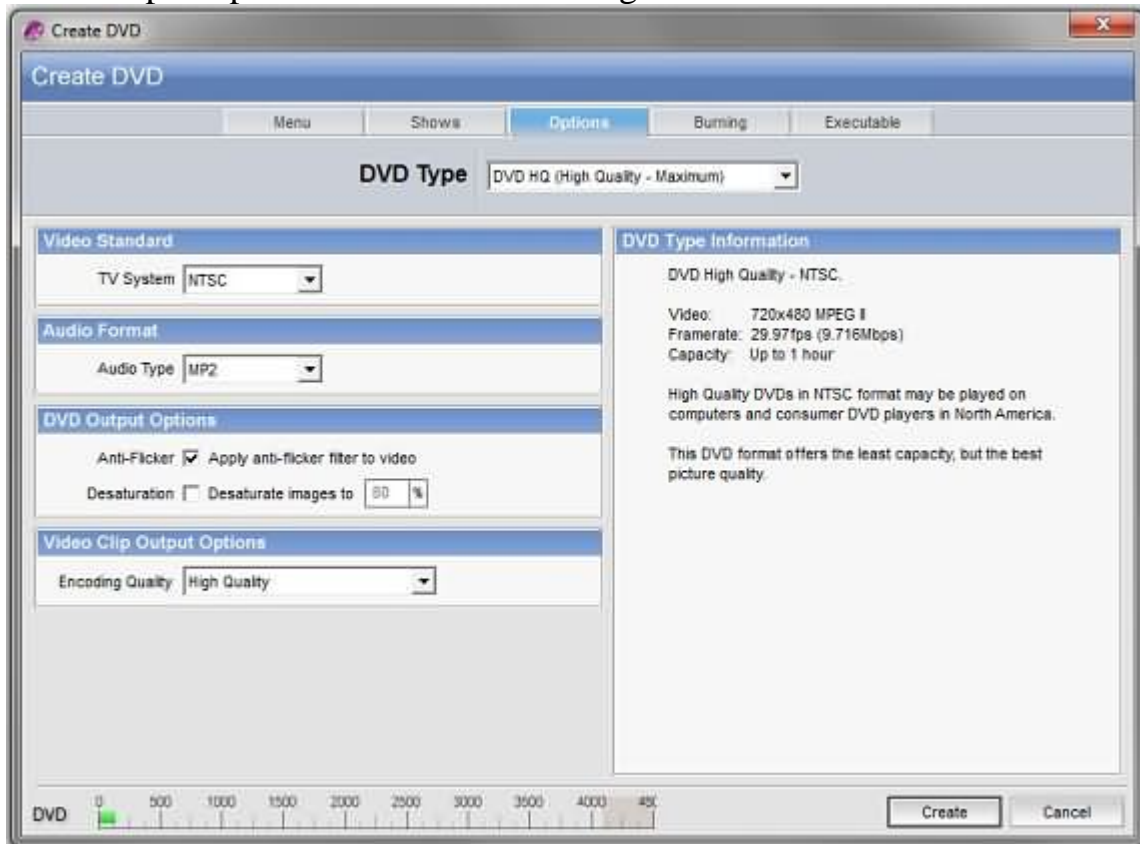 Create DVD
Create DVD
Menu Shows Options Burning Executable
DVD Type DVD HQ (High Quality - Maximum)
Video Standard
TV System NTSC
Audio Format
Audio Type MP2
DVD Output Options
Anti-Flicker Apply anti-flicker filter to video
Desaturation Desaturate images to 80 %
Video Clip Output Options
Encoding Quality High Quality
DVD Type Information
DVD High Quality - NTSC.
Video: 720x480 MPEG II
Framerate: 29.97fps (9.716Mbps)
Capacity: Up to 1 hour
High Quality DVDs in NTSC format may be played on
computers and consumer DVD players in North America.
This DVD format offers the least capacity, but the best
picture quality.
DVD 0 500 1000 1500 2000 2500 3000 3500 4000 450
Create Cancel